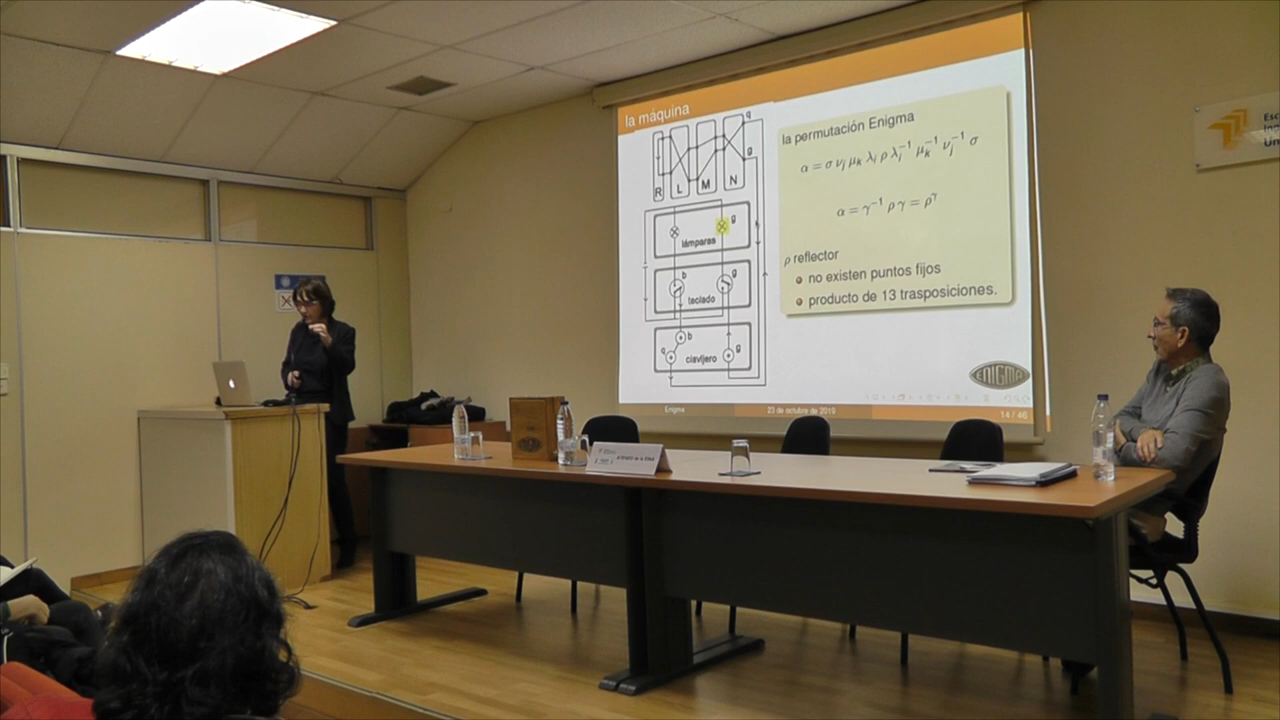 la máquina
R L M N
q
g
g
lámparas
b
g
teclado
b
q
g
clavijero
la permutación Enigma
α = σ νⱼ μₖ λᵢ ρ λᵢ⁻¹ μₖ⁻¹ νⱼ⁻¹ σ
α = γ⁻¹ ρ γ = ρᵞ
ρ reflector
no existen puntos fijos
producto de 13 trasposiciones.
ENIGMA
Enigma
23 de octubre de 2019
14 / 46